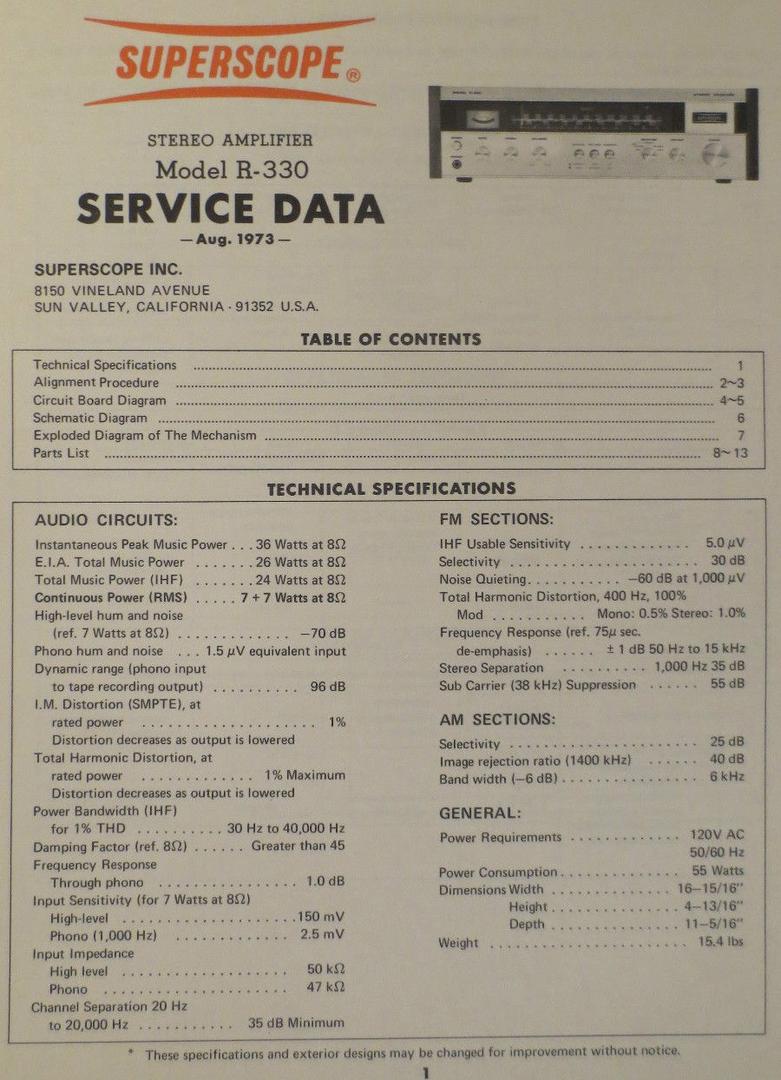 SUPERSCOPE®
STEREO AMPLIFIER
Model R-330
SERVICE DATA
— Aug. 1973 —
SUPERSCOPE INC.
8150 VINELAND AVENUE
SUN VALLEY, CALIFORNIA · 91352 U.S.A.
TABLE OF CONTENTS
Technical Specifications ........ 1
Alignment Procedure ........ 2~3
Circuit Board Diagram ........ 4~5
Schematic Diagram ........ 6
Exploded Diagram of The Mechanism ........ 7
Parts List ........ 8~13
TECHNICAL SPECIFICATIONS
AUDIO CIRCUITS:
Instantaneous Peak Music Power . . . 36 Watts at 8Ω
E.I.A. Total Music Power . . . . . . . 26 Watts at 8Ω
Total Music Power (IHF) . . . . . . . 24 Watts at 8Ω
Continuous Power (RMS) . . . . . 7 + 7 Watts at 8Ω
High-level hum and noise
(ref. 7 Watts at 8Ω) . . . . . . . . . . . . −70 dB
Phono hum and noise . . . 1.5 μV equivalent input
Dynamic range (phono input
to tape recording output) . . . . . . . . . . 96 dB
I.M. Distortion (SMPTE), at
rated power . . . . . . . . . . . . . . . . . . 1%
Distortion decreases as output is lowered
Total Harmonic Distortion, at
rated power . . . . . . . . . . . . . 1% Maximum
Distortion decreases as output is lowered
Power Bandwidth (IHF)
for 1% THD . . . . . . . . . . 30 Hz to 40,000 Hz
Damping Factor (ref. 8Ω) . . . . . . Greater than 45
Frequency Response
Through phono . . . . . . . . . . . . . . . 1.0 dB
Input Sensitivity (for 7 Watts at 8Ω)
High-level . . . . . . . . . . . . . . . . . . .150 mV
Phono (1,000 Hz) . . . . . . . . . . . . 2.5 mV
Input Impedance
High level . . . . . . . . . . . . . . . . . 50 kΩ
Phono . . . . . . . . . . . . . . . . . . . 47 kΩ
Channel Separation 20 Hz
to 20,000 Hz . . . . . . . . . . 35 dB Minimum
FM SECTIONS:
IHF Usable Sensitivity . . . . . . . . . . . . . 5.0 μV
Selectivity . . . . . . . . . . . . . . . . . . . 30 dB
Noise Quieting. . . . . . . . . . . −60 dB at 1,000 μV
Total Harmonic Distortion, 400 Hz, 100%
Mod . . . . . . . . . . . Mono: 0.5% Stereo: 1.0%
Frequency Response (ref. 75μ sec.
de-emphasis) . . . . . . ± 1 dB 50 Hz to 15 kHz
Stereo Separation . . . . . . . . . . 1,000 Hz 35 dB
Sub Carrier (38 kHz) Suppression . . . . . . 55 dB
AM SECTIONS:
Selectivity . . . . . . . . . . . . . . . . . . . 25 dB
Image rejection ratio (1400 kHz) . . . . . . 40 dB
Band width (−6 dB) . . . . . . . . . . . . . . 6 kHz
GENERAL:
Power Requirements . . . . . . . . . . . . . 120V AC
50/60 Hz
Power Consumption . . . . . . . . . . . . . 55 Watts
Dimensions Width . . . . . . . . . . . . . 16−15/16"
Height . . . . . . . . . . . . . . 4−13/16"
Depth . . . . . . . . . . . . . . 11−5/16"
Weight . . . . . . . . . . . . . . . . . . . . . . . 15.4 lbs
* These specifications and exterior designs may be changed for improvement without notice.
1